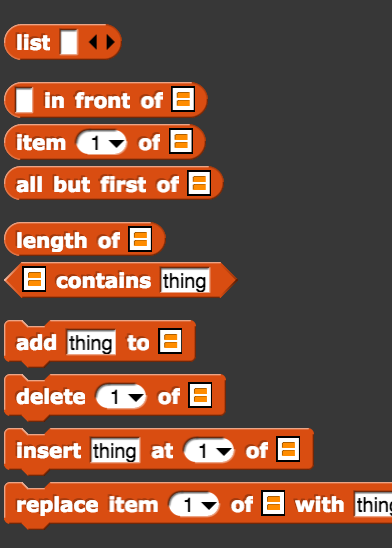 list
in front of
item 1 of
all but first of
length of
contains thing
add thing to
delete 1 of
insert thing at 1 of
replace item 1 of with thing